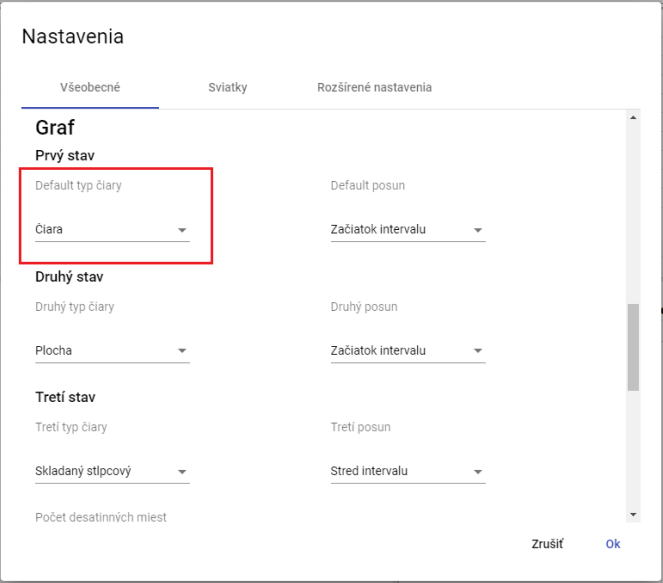 Nastavenia
Všeobecné Sviatky Rozšírené nastavenia
Graf
Prvý stav
Default typ čiary Default posun
Čiara Začiatok intervalu
Druhý stav
Druhý typ čiary Druhý posun
Plocha Začiatok intervalu
Tretí stav
Tretí typ čiary Tretí posun
Skladaný stlpcový Stred intervalu
Počet desatinných miest
Zrušiť Ok